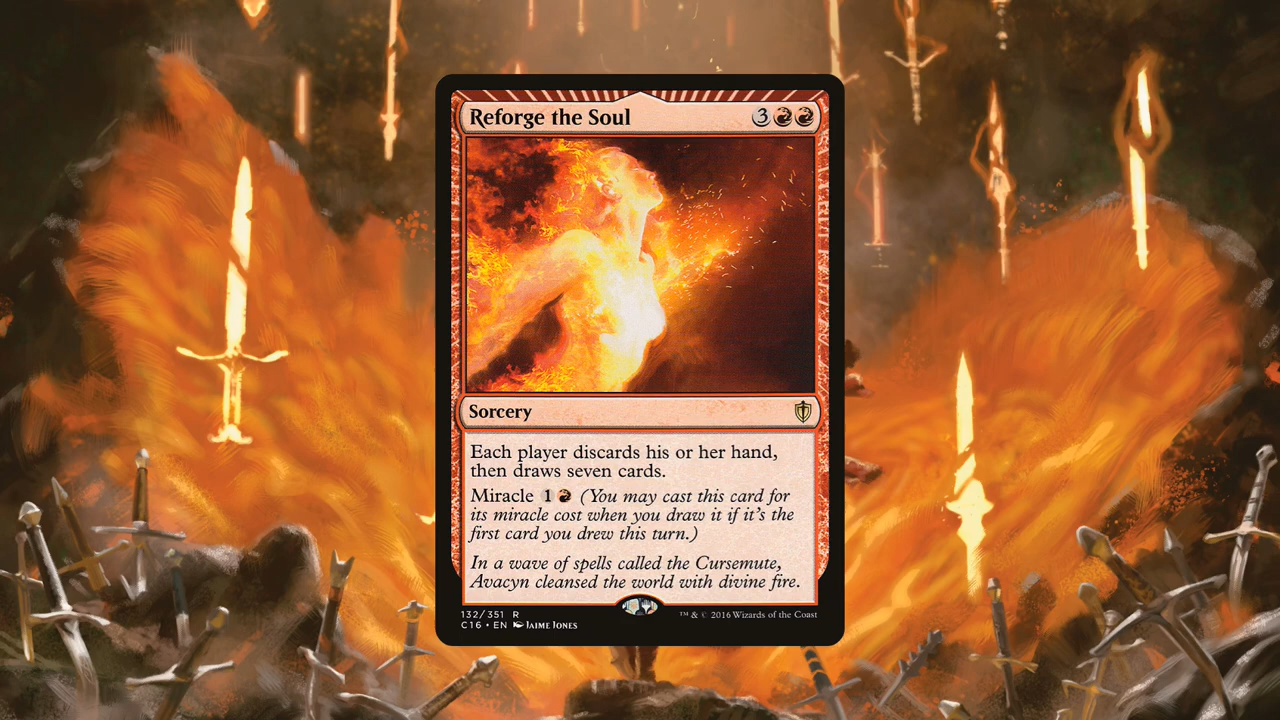 Reforge the Soul 3
Sorcery
Each player discards his or her hand,
then draws seven cards.
Miracle 1 (You may cast this card for
its miracle cost when you draw it if it's the
first card you drew this turn.)
In a wave of spells called the Cursemute,
Avacyn cleansed the world with divine fire.
132/351 R
C16 • EN JAIME JONES
™ & © 2016 Wizards of the Coast